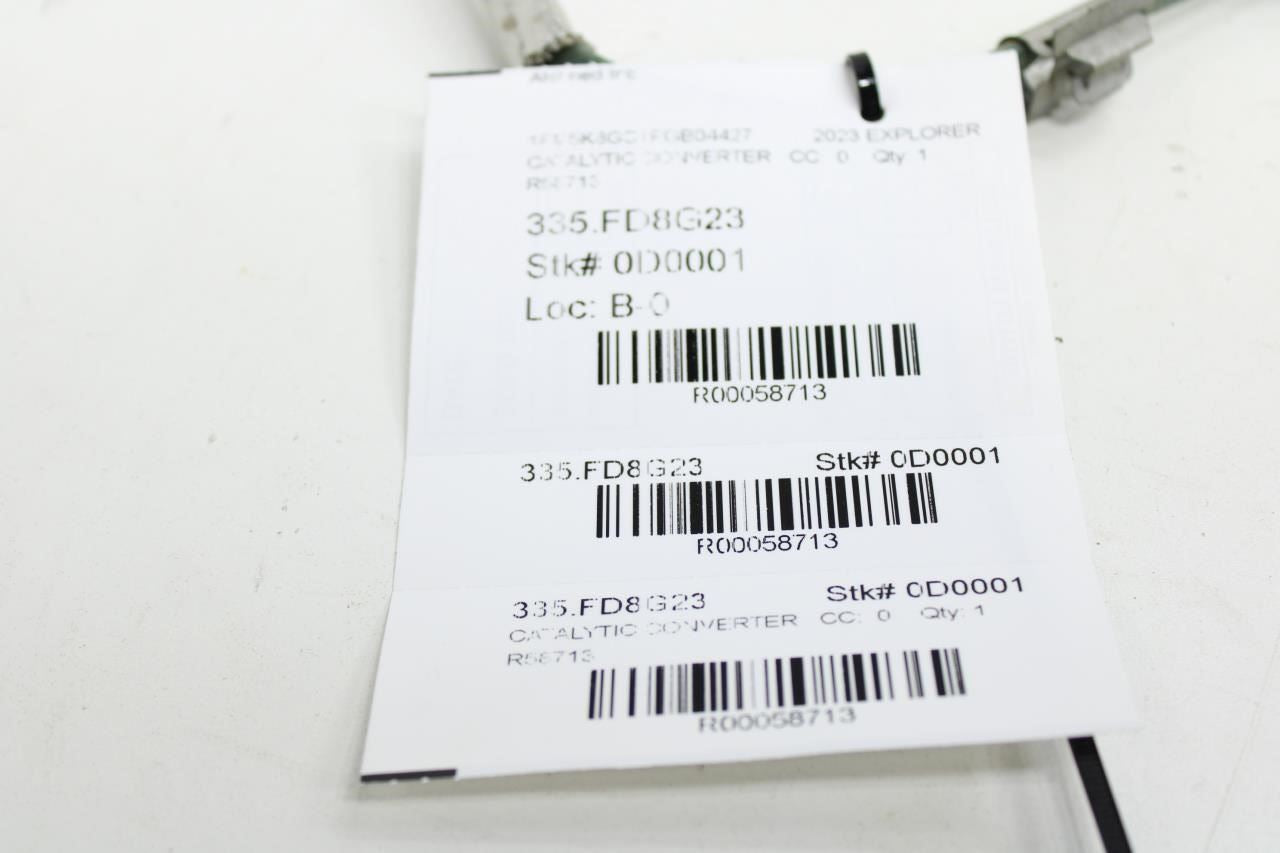 2023 EXPLORER
CATALYTIC CONVERTER CC: 0 Qty: 1
R58713
335.FD8G23
Stk# 0D0001
Loc: B-0
R00058713
335.FD8G23 Stk# 0D0001
R00058713
335.FD8G23 Stk# 0D0001
CATALYTIC CONVERTER CC: 0 Qty: 1
R58713
R00058713